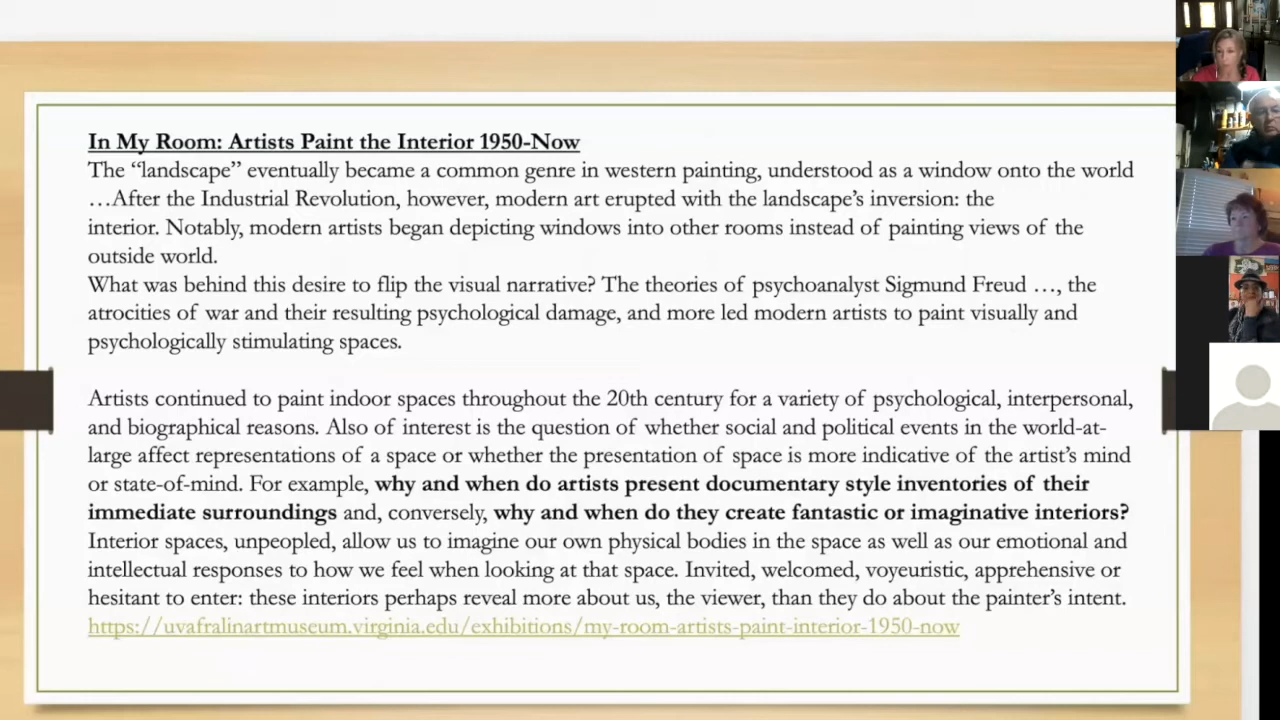 In My Room: Artists Paint the Interior 1950-Now
The “landscape” eventually became a common genre in western painting, understood as a window onto the world
…After the Industrial Revolution, however, modern art erupted with the landscape’s inversion: the
interior. Notably, modern artists began depicting windows into other rooms instead of painting views of the
outside world.
What was behind this desire to flip the visual narrative? The theories of psychoanalyst Sigmund Freud …, the
atrocities of war and their resulting psychological damage, and more led modern artists to paint visually and
psychologically stimulating spaces.
Artists continued to paint indoor spaces throughout the 20th century for a variety of psychological, interpersonal,
and biographical reasons. Also of interest is the question of whether social and political events in the world-at-
large affect representations of a space or whether the presentation of space is more indicative of the artist’s mind
or state-of-mind. For example, why and when do artists present documentary style inventories of their
immediate surroundings and, conversely, why and when do they create fantastic or imaginative interiors?
Interior spaces, unpeopled, allow us to imagine our own physical bodies in the space as well as our emotional and
intellectual responses to how we feel when looking at that space. Invited, welcomed, voyeuristic, apprehensive or
hesitant to enter: these interiors perhaps reveal more about us, the viewer, than they do about the painter’s intent.
https://uvafralinartmuseum.virginia.edu/exhibitions/my-room-artists-paint-interior-1950-now